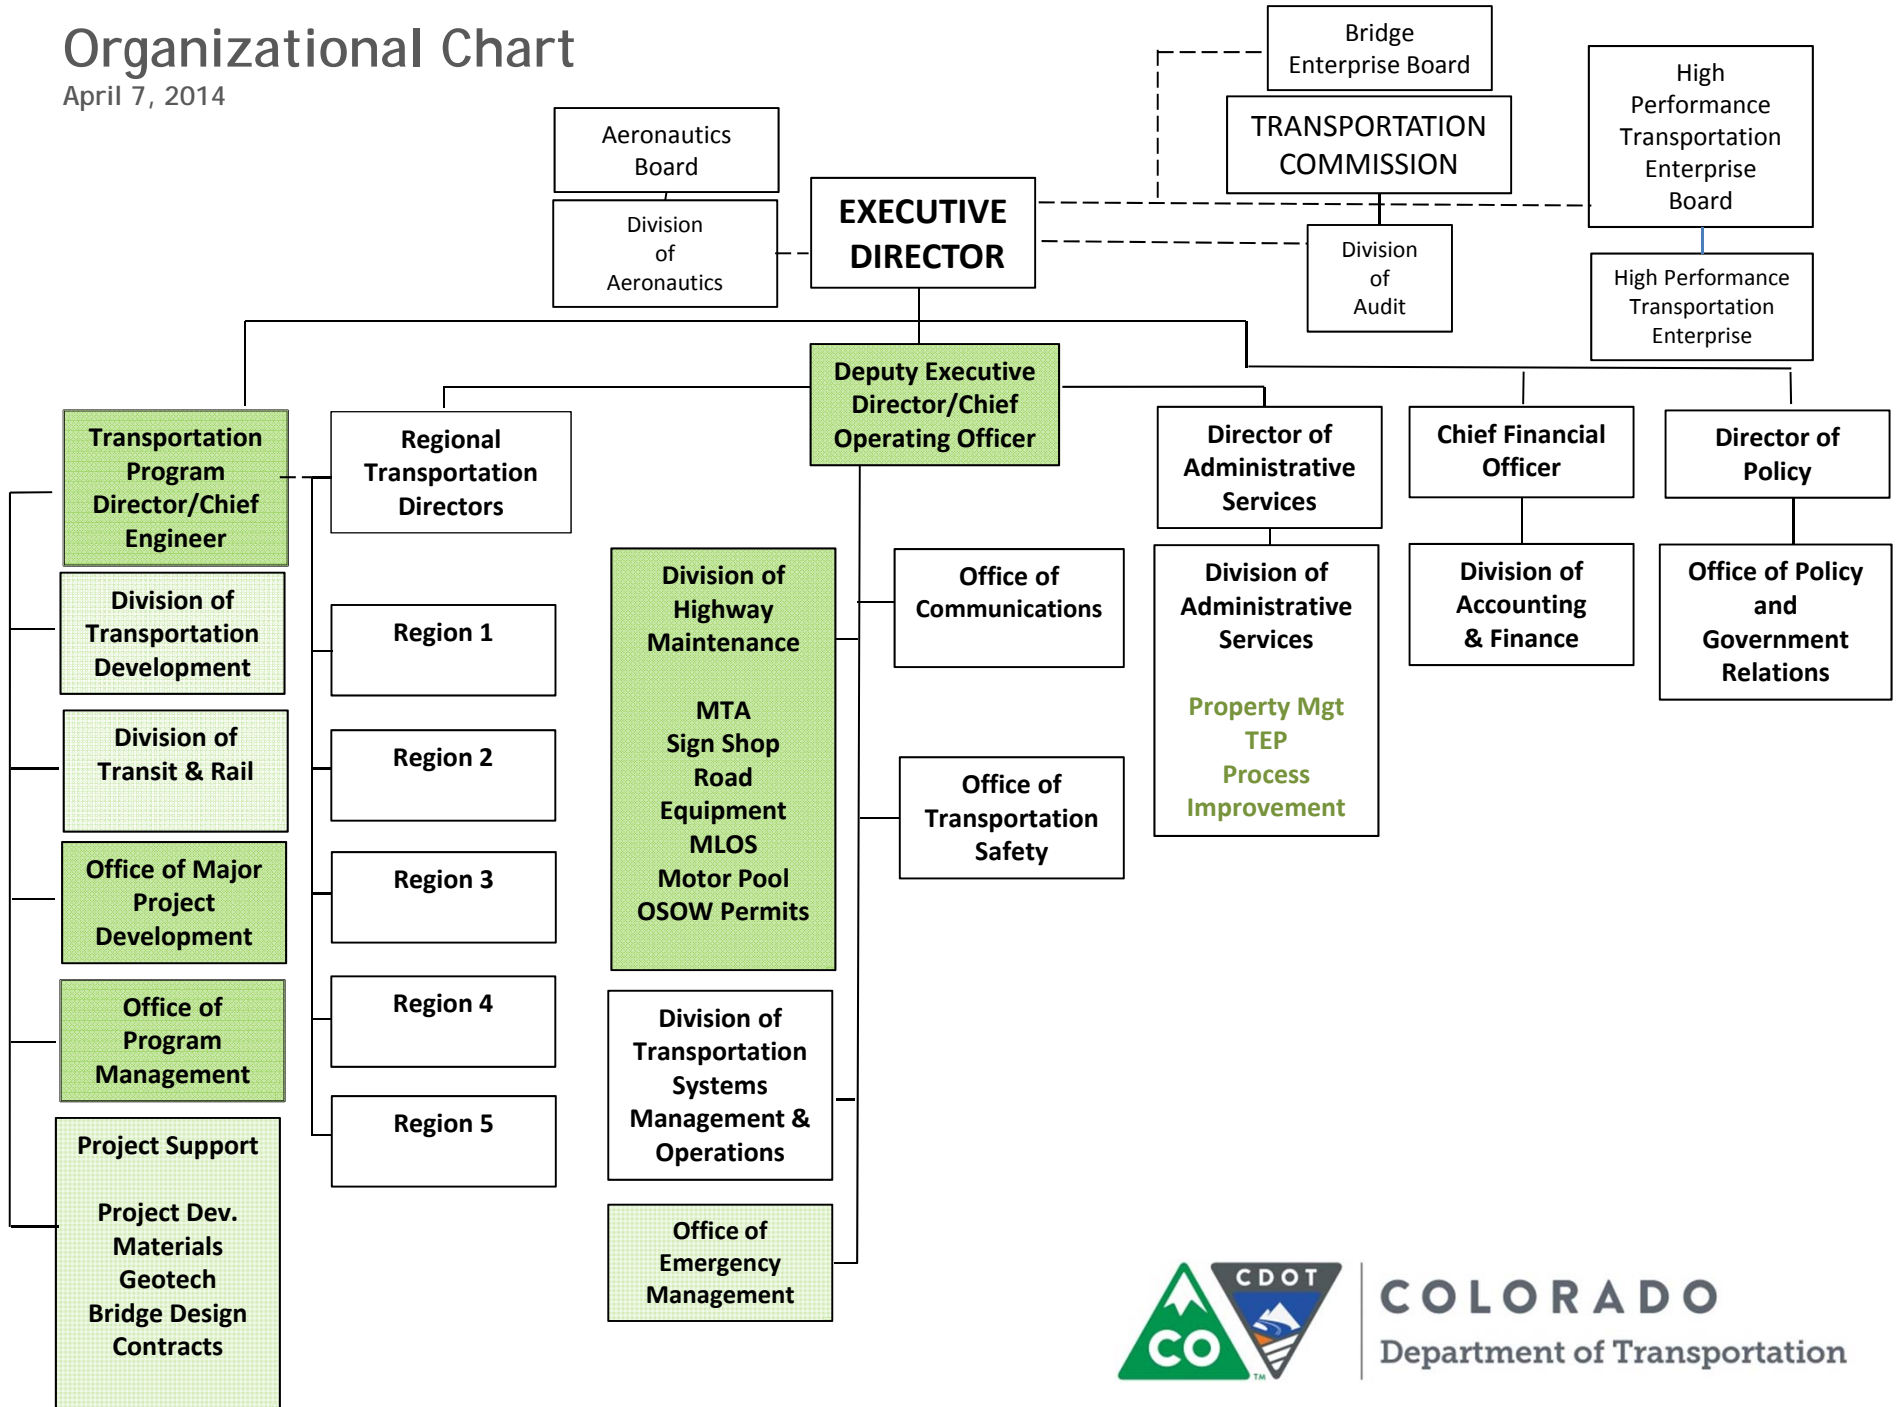 Organizational Chart
April 7, 2014
Bridge
Enterprise Board
High
Performance
Transportation
Enterprise
Board
TRANSPORTATION
COMMISSION
Aeronautics
Board
EXECUTIVE
DIRECTOR
Division
of
Aeronautics
Division
of
Audit
High Performance
Transportation
Enterprise
Deputy Executive
Director/Chief
Operating Officer
Transportation
Program
Director/Chief
Engineer
Regional
Transportation
Directors
Director of
Administrative
Services
Chief Financial
Officer
Director of
Policy
Division of
Transportation
Development
Division of
Transit & Rail
Office of Major
Project
Development
Office of
Program
Management
Project Support
Project Dev.
Materials
Geotech
Bridge Design
Contracts
Region 1
Region 2
Region 3
Region 4
Region 5
Division of
Highway
Maintenance
MTA
Sign Shop
Road
Equipment
MLOS
Motor Pool
OSOW Permits
Division of
Transportation
Systems
Management &
Operations
Office of
Emergency
Management
Office of
Communications
Office of
Transportation
Safety
Division of
Administrative
Services
Property Mgt
TEP
Process
Improvement
Division of
Accounting
& Finance
Office of Policy
and
Government
Relations
CDOT
CO
TM
COLORADO
Department of Transportation